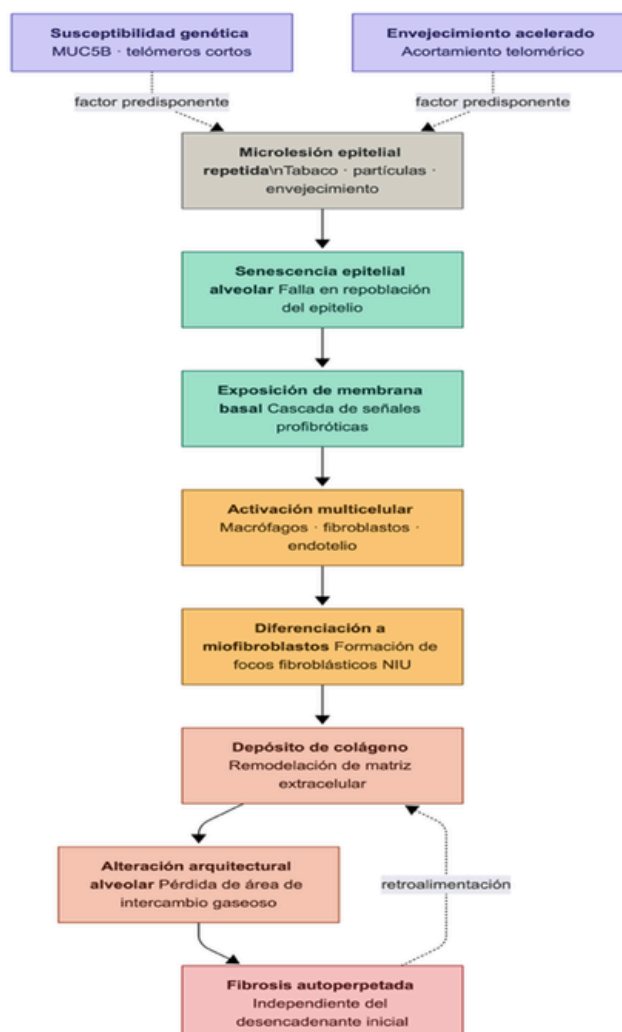 Susceptibilidad genética
MUC5B · telómeros cortos
Envejecimiento acelerado
Acortamiento telomérico
factor predisponente
factor predisponente
Microlesión epitelial
repetida\nTabaco · partículas ·
envejecimiento
Senescencia epitelial
alveolar Falla en repoblación
del epitelio
Exposición de membrana
basal Cascada de señales
profibróticas
Activación multicelular
Macrófagos · fibroblastos ·
endotelio
Diferenciación a
miofibroblastos Formación de
focos fibroblásticos NIU
Depósito de colágeno
Remodelación de matriz
extracelular
Alteración arquitectural
alveolar Pérdida de área de
intercambio gaseoso
retroalimentación
Fibrosis autoperpetada
Independiente del
desencadenante inicial